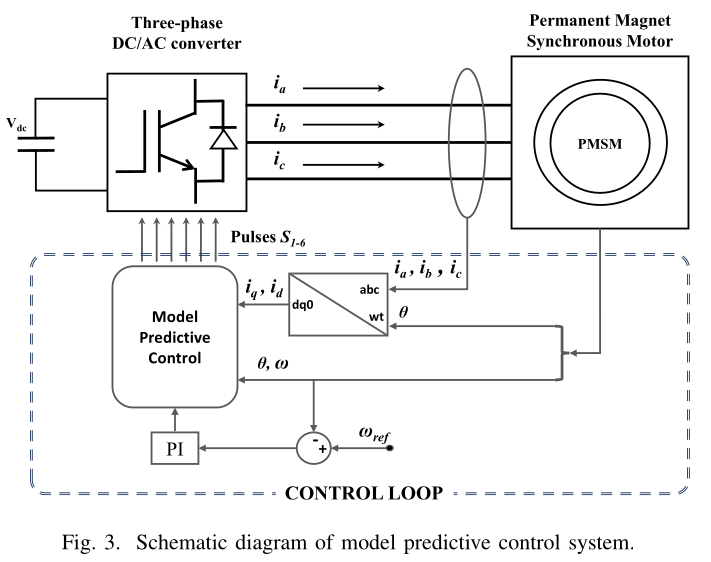 Three-phase
DC/AC converter
Permanent Magnet
Synchronous Motor
V_dc
i_a
i_b
i_c
PMSM
Pulses S_1-6
i_a, i_b, i_c
i_q, i_d
abc
dq0
wt
θ
Model
Predictive
Control
θ, ω
ω_ref
-
+
PI
CONTROL LOOP
Fig. 3. Schematic diagram of model predictive control system.